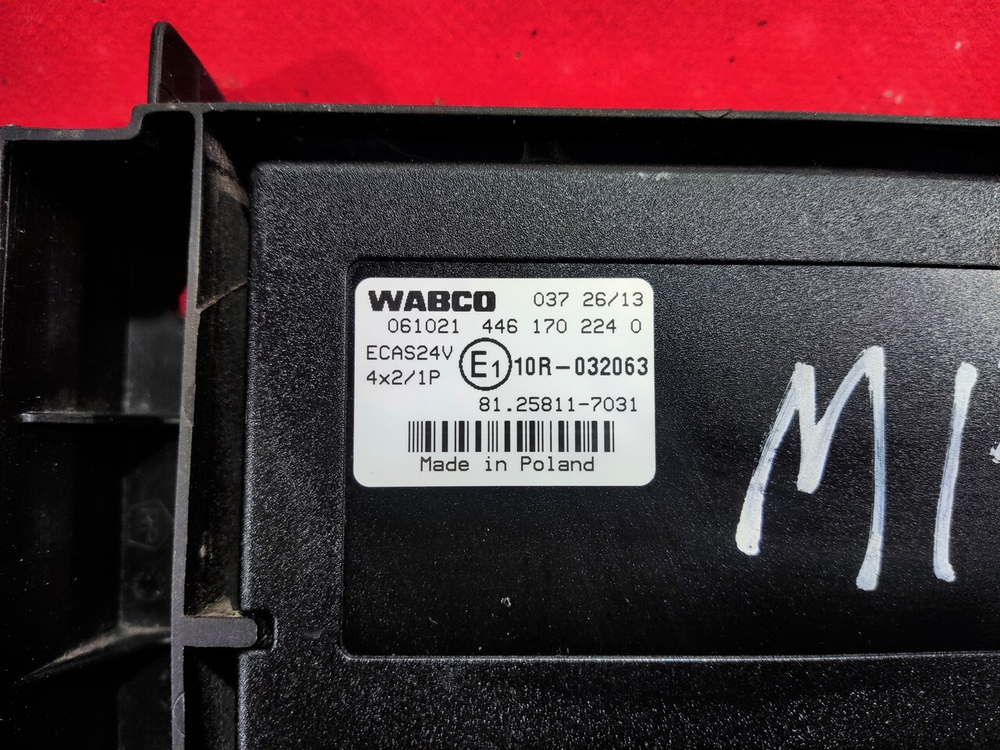 WABCO 037 26/13
061021 446 170 224 0
ECAS24V
4x2/1P
E1 10R-032063
81.25811-7031
Made in Poland
M1